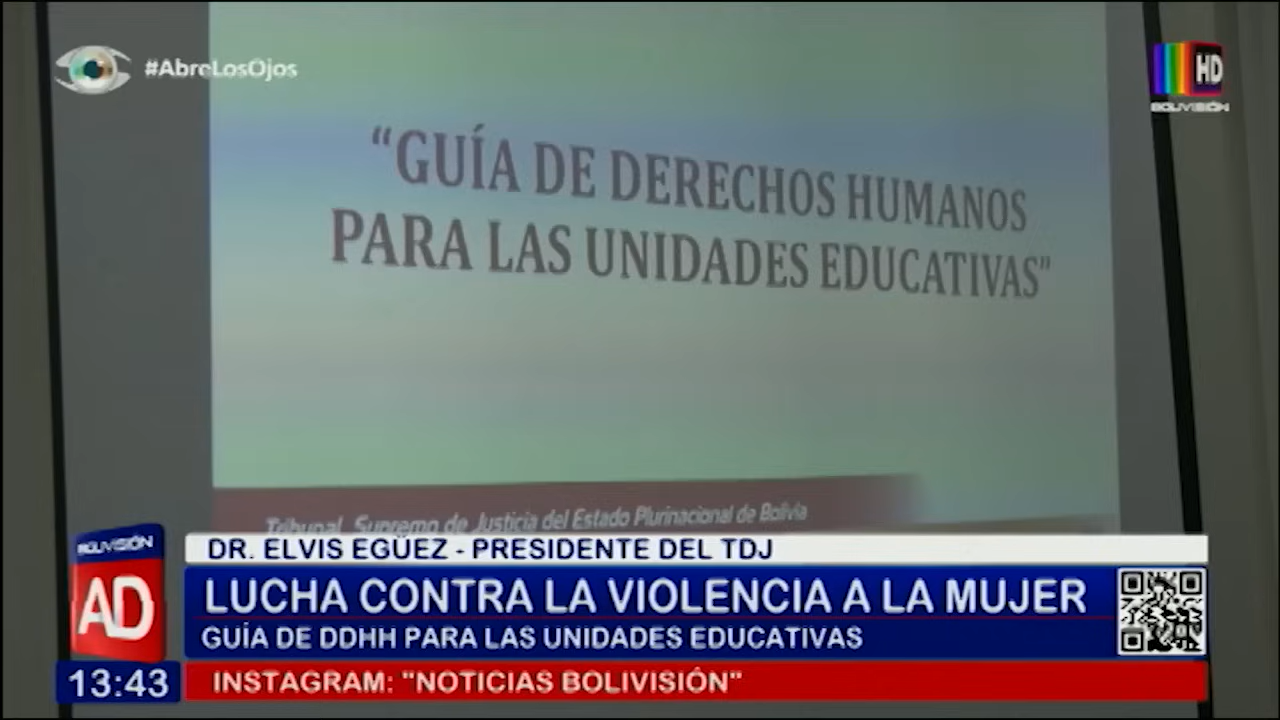 #AbreLosOjos
HD
BOLIVISIÓN
“GUÍA DE DERECHOS HUMANOS
PARA LAS UNIDADES EDUCATIVAS”
Tribunal Supremo de Justicia del Estado Plurinacional de Bolivia
BOLIVISIÓN
AD
DR. ELVIS EGÜEZ - PRESIDENTE DEL TDJ
LUCHA CONTRA LA VIOLENCIA A LA MUJER
GUÍA DE DDHH PARA LAS UNIDADES EDUCATIVAS
13:43
INSTAGRAM: "NOTICIAS BOLIVISIÓN"